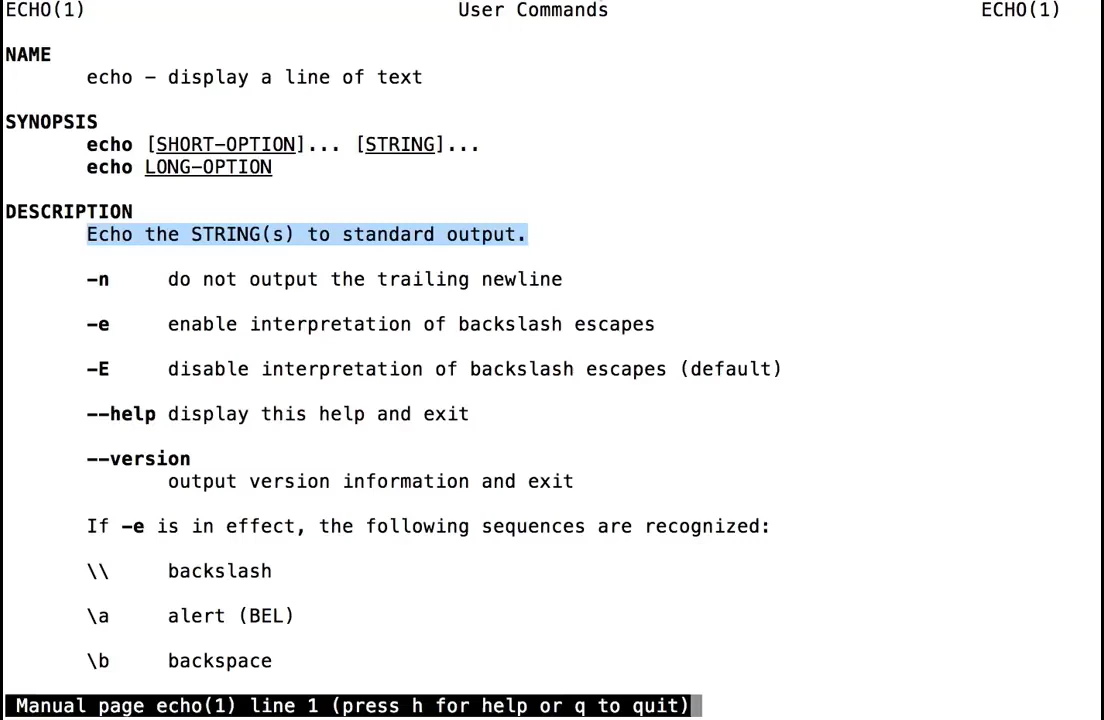 ECHO(1) User Commands ECHO(1)
NAME
echo - display a line of text
SYNOPSIS
echo [SHORT-OPTION]... [STRING]...
echo LONG-OPTION
DESCRIPTION
Echo the STRING(s) to standard output.
-n do not output the trailing newline
-e enable interpretation of backslash escapes
-E disable interpretation of backslash escapes (default)
--help display this help and exit
--version
output version information and exit
If -e is in effect, the following sequences are recognized:
\\ backslash
\a alert (BEL)
\b backspace
Manual page echo(1) line 1 (press h for help or q to quit)